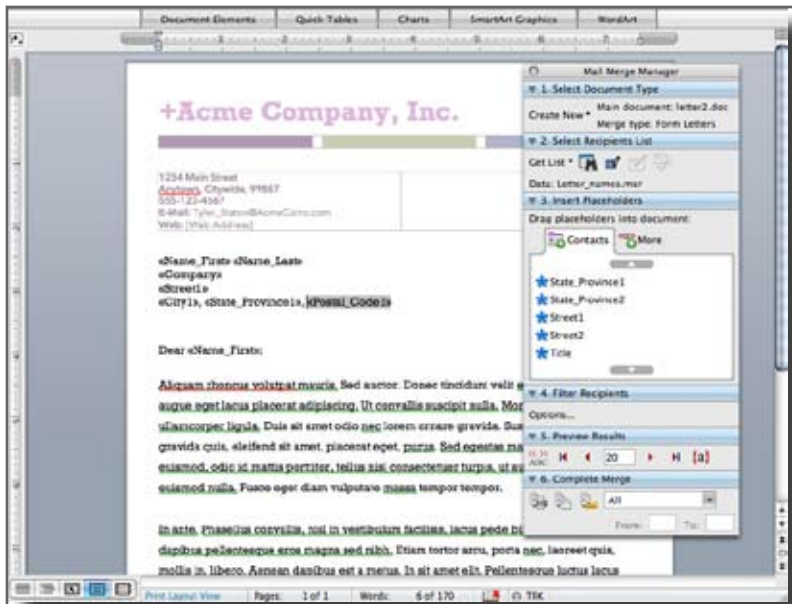 Document Elements Quick Tables Charts SmartArt Graphics WordArt
+Acme Company, Inc.
1234 Main Street
Anytown, Citywide, 99867
555-123-4567
E-Mail:
Web: [Web Address]
«Name_First» «Name_Last»
«Company»
«Street1»
«City1», «State_Province1», «Postal_Code1»
Dear «Name_First»:
Aliquam rhoncus volutpat mauris. Sed auctor. Donec tincidunt velit
augue eget lacus placerat adipiscing. Ut convallis suscipit nulla.
ullamcorper ligula. Duis sit amet odio nec lorem ornare gravida.
gravida quis, eleifend sit amet, placerat eget, purus. Sed egestas
euismod, odio id mattis porttitor, tellus nisi consectetuer turpis,
euismod nulla. Fusce eget diam vulputate massa tempor tempor.
In ante. Phasellus convallis, nisl in vestibulum facilisis, lacus pede
dapibus pellentesque eros magna sed nibh. Etiam tortor arcu, porta nec, laoreet quis,
mollis in, libero. Aenean dapibus est a metus. In sit amet elit. Pellentesque luctus lacus
Mail Merge Manager
1. Select Document Type
Create New
Main document: letter2.doc
Merge type: Form Letters
2. Select Recipients List
Get List
Data: Letter_names.mer
3. Insert Placeholders
Drag placeholders into document:
Contacts More
State_Province1
State_Province2
Street1
Street2
Title
4. Filter Recipients
Options...
5. Preview Results
20
6. Complete Merge
All
From: To:
Print Layout View Pages: 1 of 1 Words: 6 of 170 TRK